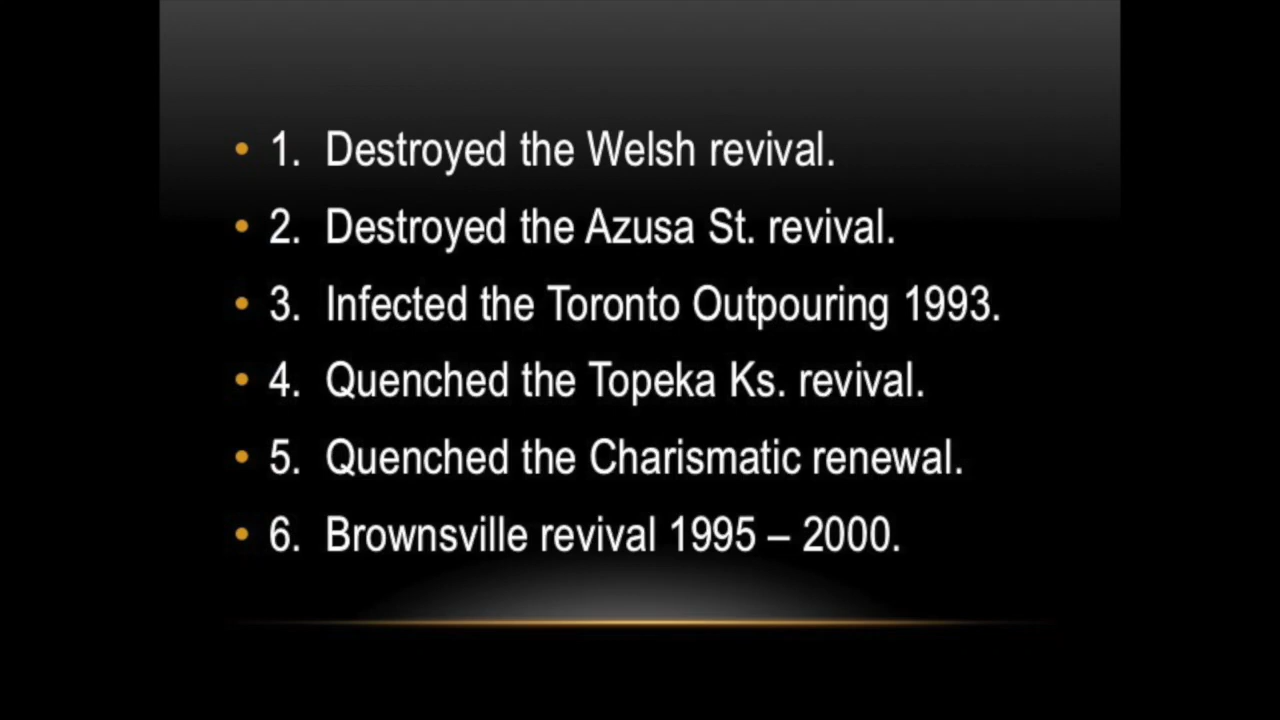 • 1. Destroyed the Welsh revival.
• 2. Destroyed the Azusa St. revival.
• 3. Infected the Toronto Outpouring 1993.
• 4. Quenched the Topeka Ks. revival.
• 5. Quenched the Charismatic renewal.
• 6. Brownsville revival 1995 – 2000.